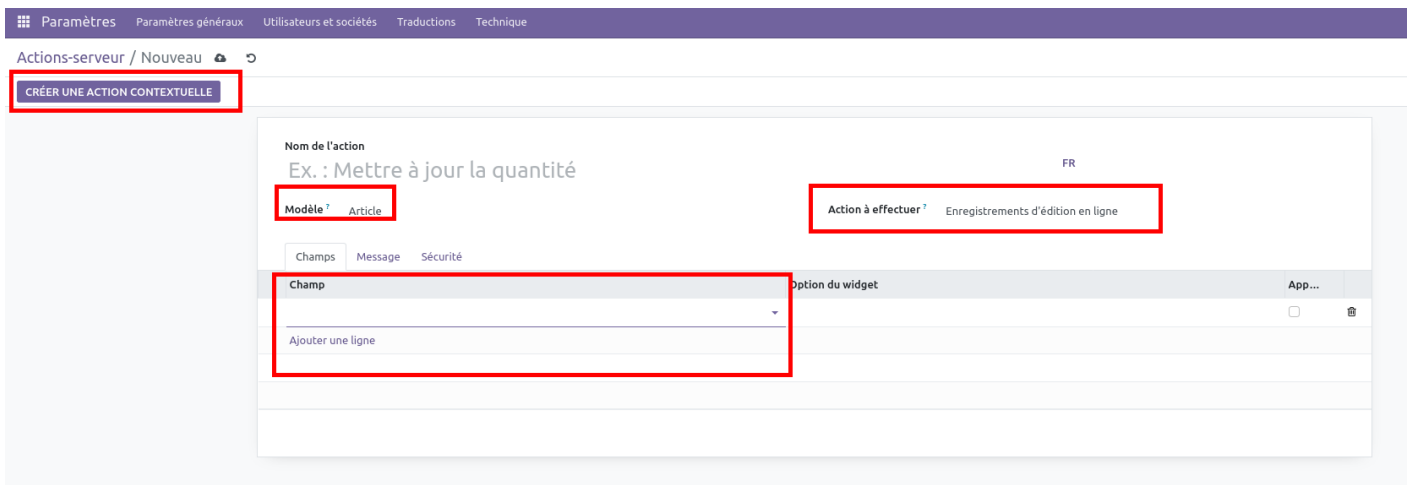 Paramètres Paramètres généraux Utilisateurs et sociétés Traductions Technique
Actions-serveur / Nouveau
CRÉER UNE ACTION CONTEXTUELLE
Nom de l'action
Ex. : Mettre à jour la quantité
FR
Modèle ? Article
Action à effectuer ? Enregistrements d'édition en ligne
Champs Message Sécurité
Champ Option du widget App...
Ajouter une ligne